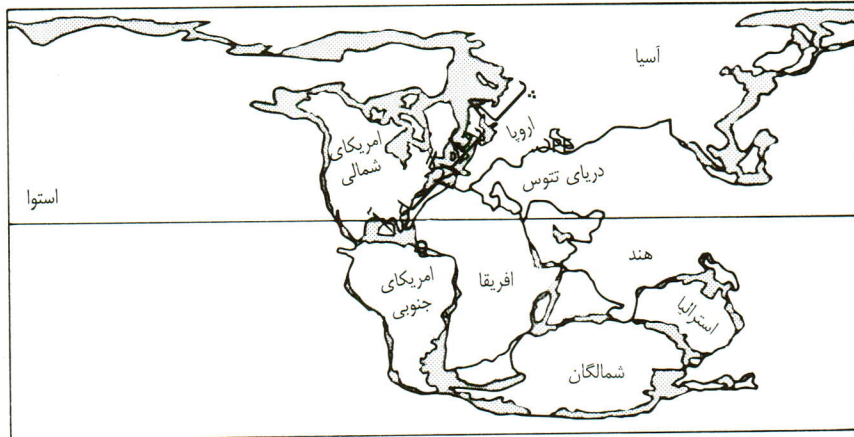 آسیا
اروپا
امریکای
شمالی
دریای تتوس
استوا
هند
افریقا
امریکای
جنوبی
استرالیا
شمالگان